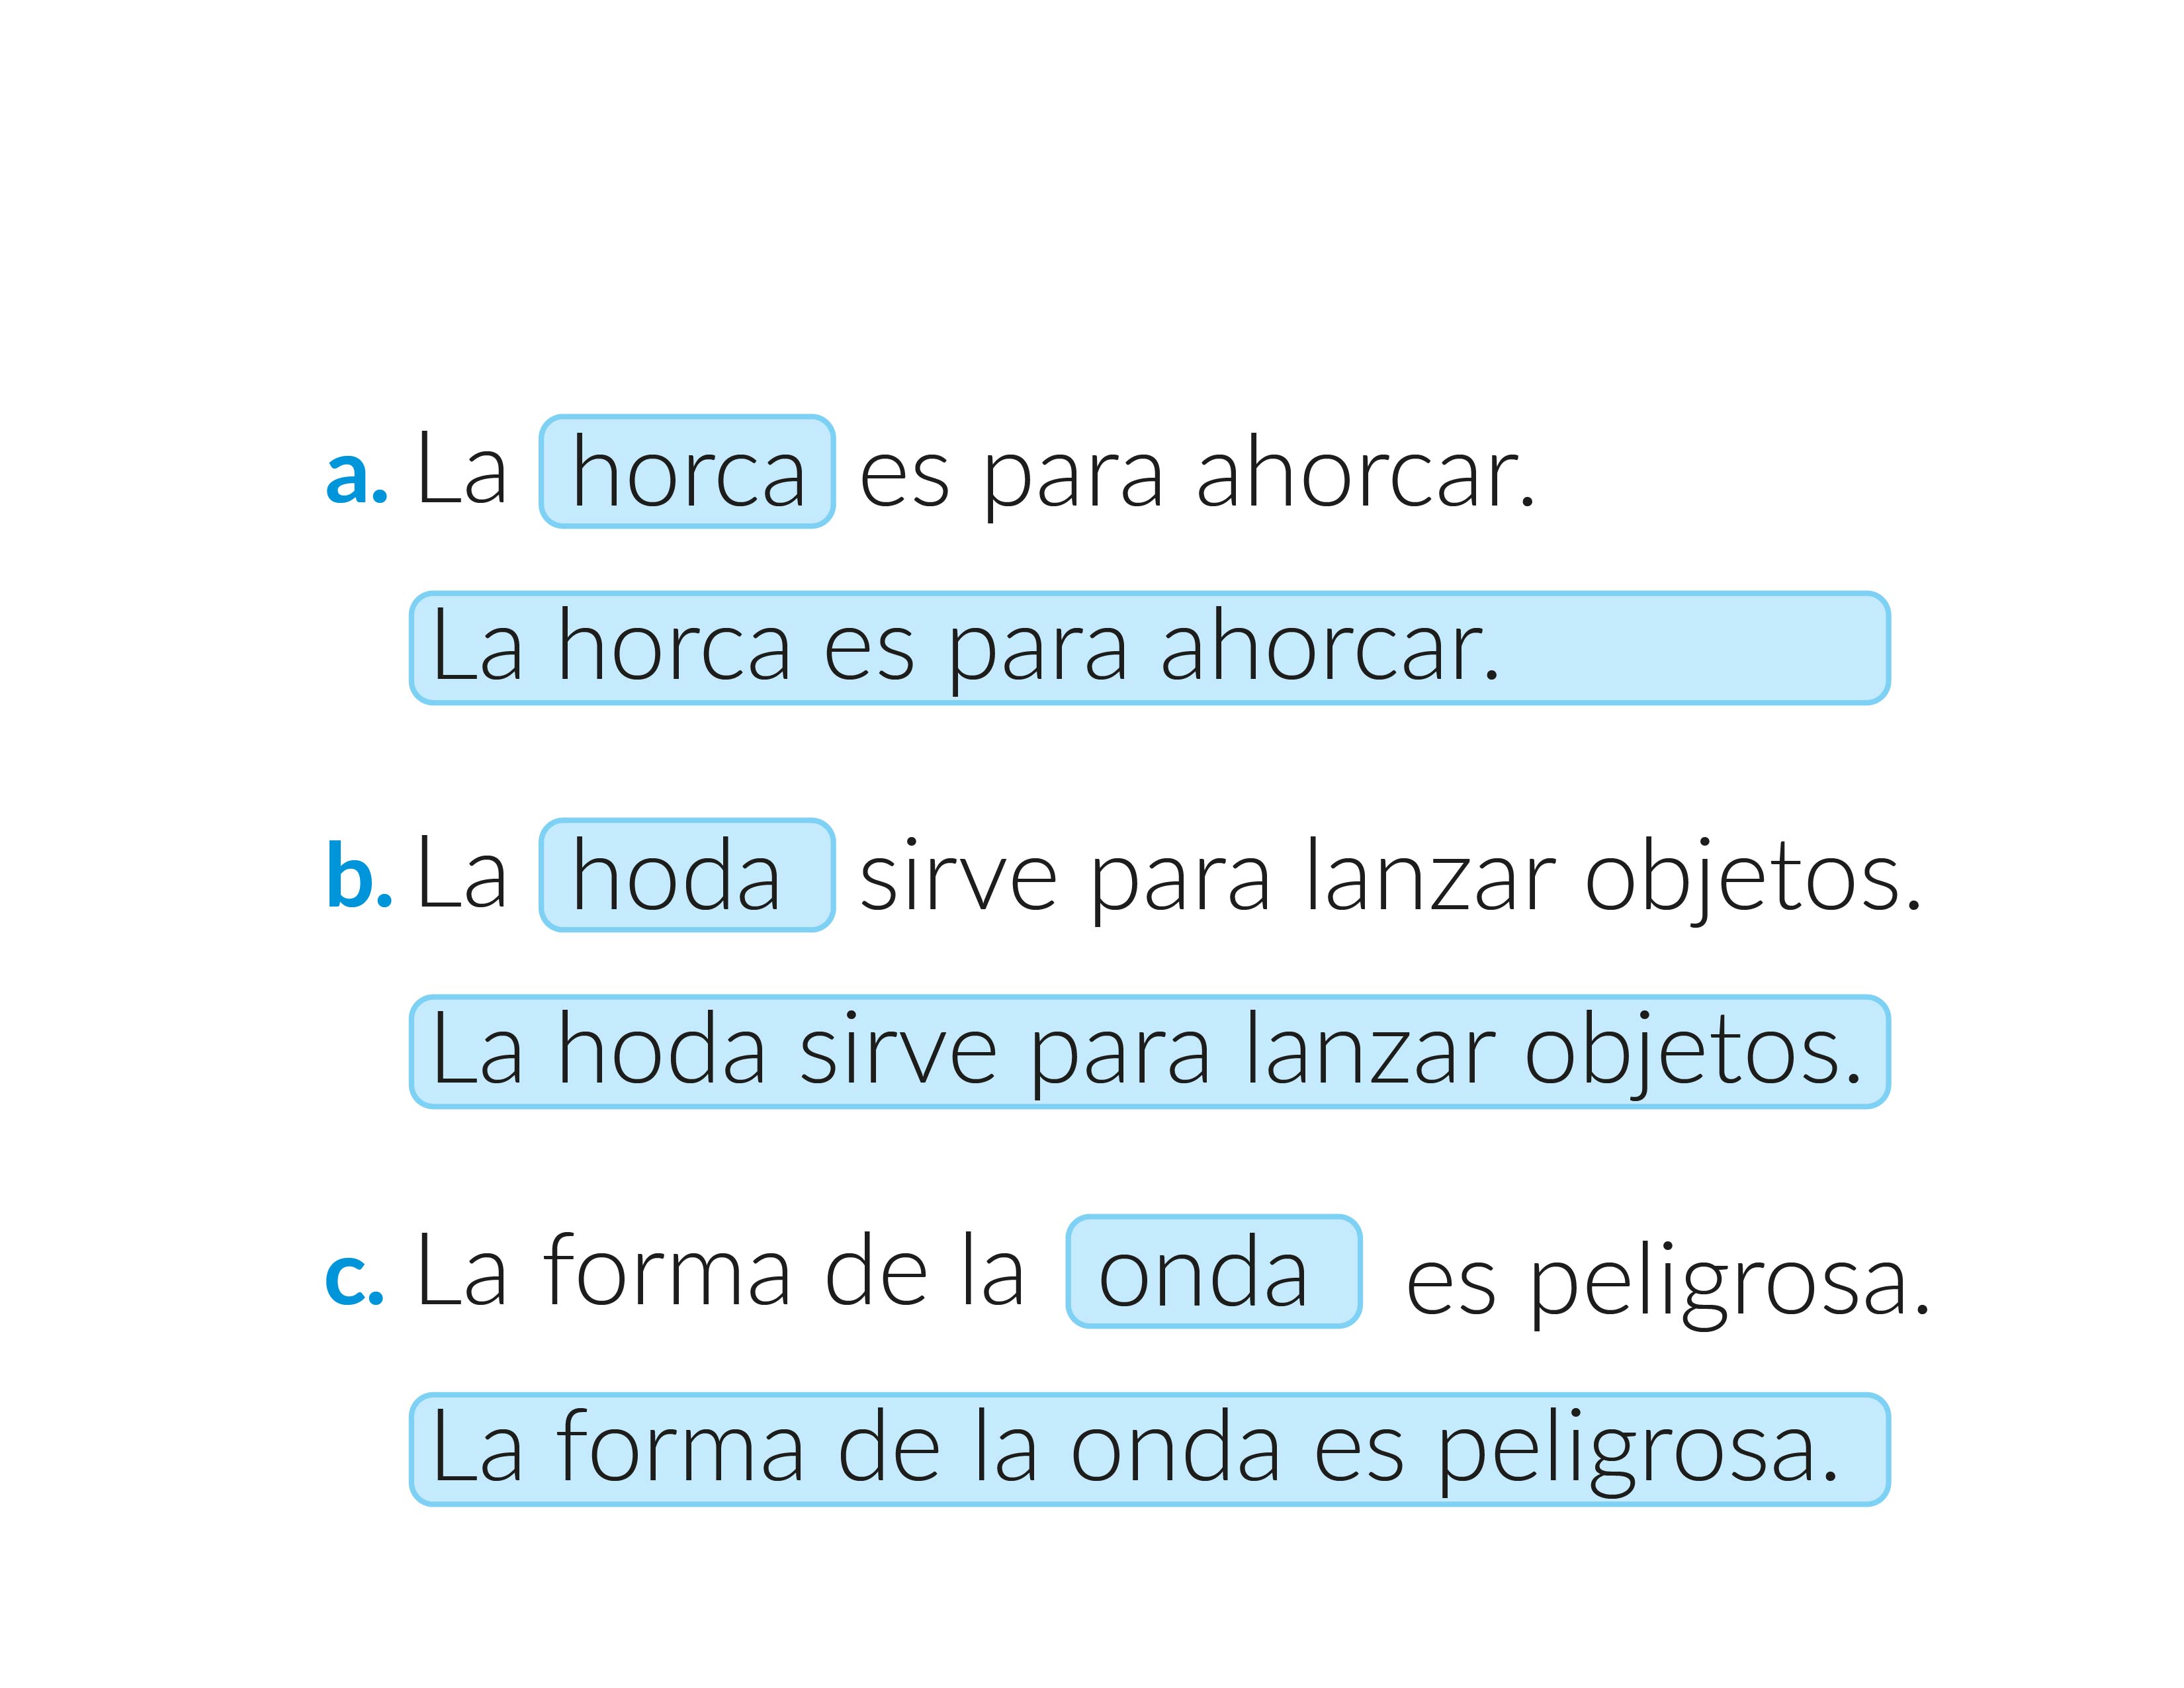 a. La horca es para ahorcar.
La horca es para ahorcar.
b. La hoda sirve para lanzar objetos.
La hoda sirve para lanzar objetos.
c. La forma de la onda es peligrosa.
La forma de la onda es peligrosa.